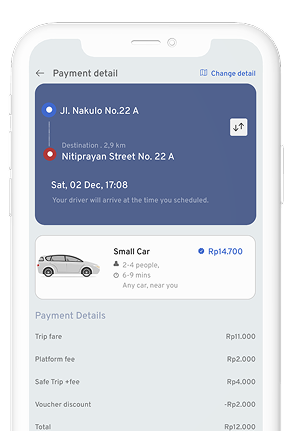 Payment detail
Change detail
Jl. Nakulo No.22 A
Destination . 2,9 km
Nitiprayan Street No. 22 A
Sat, 02 Dec, 17:08
Your driver will arrive at the time you scheduled.
Small Car
Rp14.700
2-4 people,
6-9 mins
Any car, near you
Payment Details
Trip fare
Rp11.000
Platform fee
Rp2.000
Safe Trip +fee
Rp4.000
Voucher discount
-Rp2.000
Total
Rp12.000